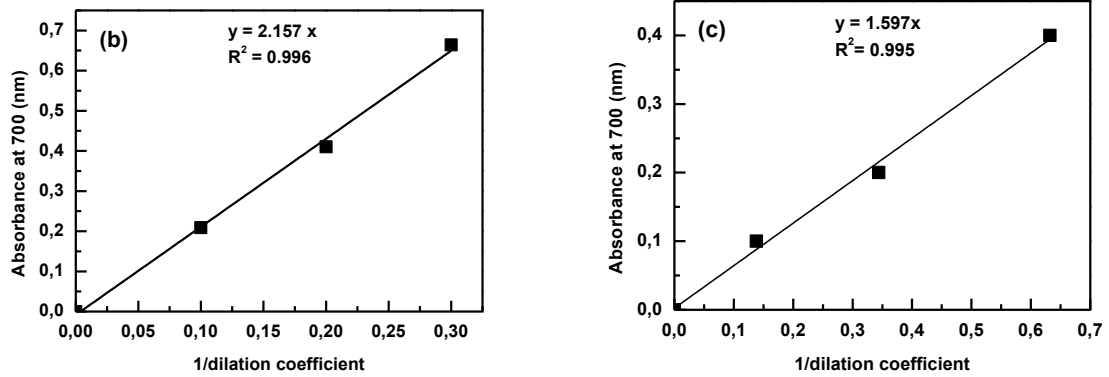 (b)
y = 2.157 x
R² = 0.996
Absorbance at 700 (nm)
0,7
0,6
0,5
0,4
0,3
0,2
0,1
0,0
0,00 0,05 0,10 0,15 0,20 0,25 0,30
1/dilation coefficient
(c)
y = 1.597x
R² = 0.995
Absorbance at 700 (nm)
0,4
0,3
0,2
0,1
0,0
0,0 0,1 0,2 0,3 0,4 0,5 0,6 0,7
1/dilation coefficient